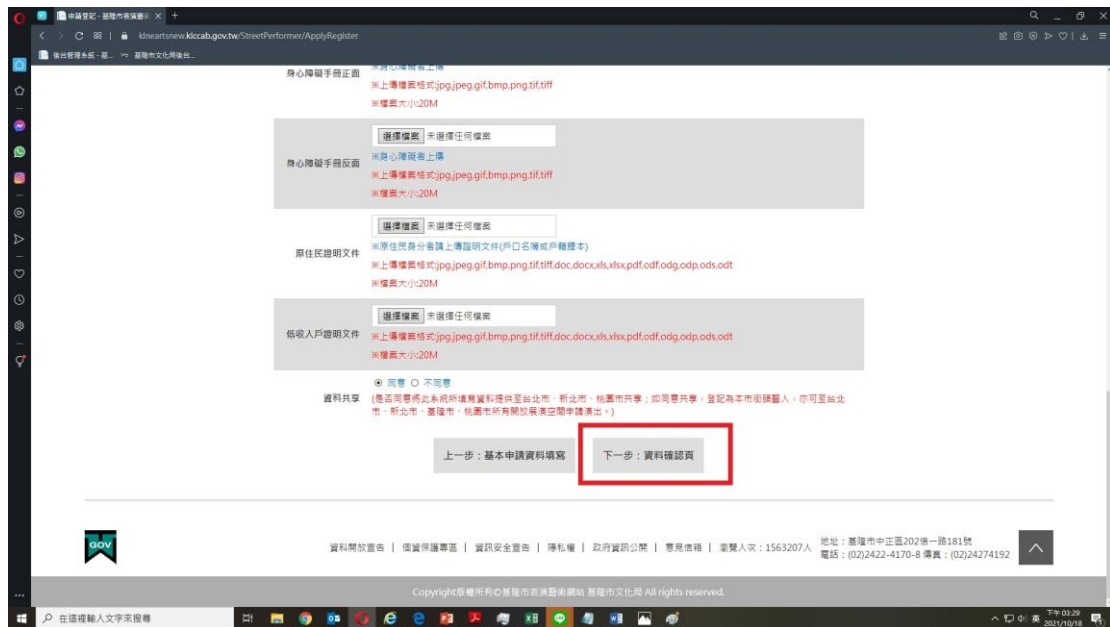 申請登記 - 基隆市表演藝 × +
klneartsnew.klccab.gov.tw/StreetPerformer/ApplyRegister
後台管理系統 - 基... 基隆市文化局後台...
身心障礙手冊正面
※身心障礙者上傳
※上傳檔案格式:jpg,jpeg,gif,bmp,png,tif,tiff
※檔案大小:20M
選擇檔案 未選擇任何檔案
身心障礙手冊反面
※身心障礙者上傳
※上傳檔案格式:jpg,jpeg,gif,bmp,png,tif,tiff
※檔案大小:20M
選擇檔案 未選擇任何檔案
原住民證明文件
※原住民身分者請上傳證明文件(戶口名簿或戶籍謄本)
※上傳檔案格式:jpg,jpeg,gif,bmp,png,tif,tiff,doc,docx,xls,xlsx,pdf,odf,odg,odp,ods,odt
※檔案大小:20M
選擇檔案 未選擇任何檔案
低收入戶證明文件
※上傳檔案格式:jpg,jpeg,gif,bmp,png,tif,tiff,doc,docx,xls,xlsx,pdf,odf,odg,odp,ods,odt
※檔案大小:20M
同意 不同意
資料共享
(是否同意將此系統所填寫資料提供至台北市、新北市、桃園市共享；如同意共享，登記為本市街頭藝人，亦可至台北
市、新北市、基隆市、桃園市所有開放展演空間申請演出。)
上一步：基本申請資料填寫 下一步：資料確認頁
GOV
資料開放宣告 | 個資保護專區 | 資訊安全宣告 | 隱私權 | 政府資訊公開 | 意見信箱 | 瀏覽人次：1563207人
地址：基隆市中正區202信一路181號
電話：(02)2422-4170-8 傳真：(02)24274192
Copyright版權所有©基隆市表演藝術網站 基隆市文化局 All rights reserved.
在這裡輸入文字來搜尋
英
下午 03:29
2021/10/18